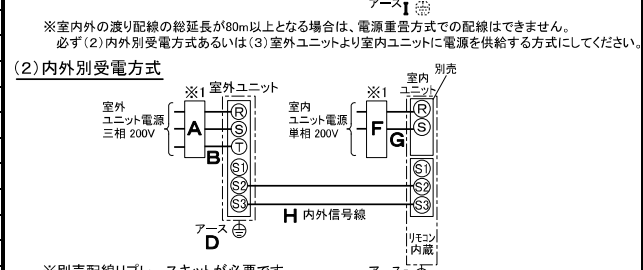 アースI
※室内外の渡り配線の総延長が80m以上となる場合は、電源重畳方式での配線はできません。
必ず(2)内外別受電方式あるいは(3)室外ユニットより室内ユニットに電源を供給する方式にしてください。
(2)内外別受電方式
※1 室外ユニット
室外
ユニット電源
三相 200V
A
B
R
S
T
S1
S2
S3
アース
D
※1
室内
ユニット電源
単相 200V
F
G
室内
ユニット
別売
R
S
S1
S2
S3
H 内外信号線
リモコン
内蔵
※別売配線リプレースキットが必要です
アース